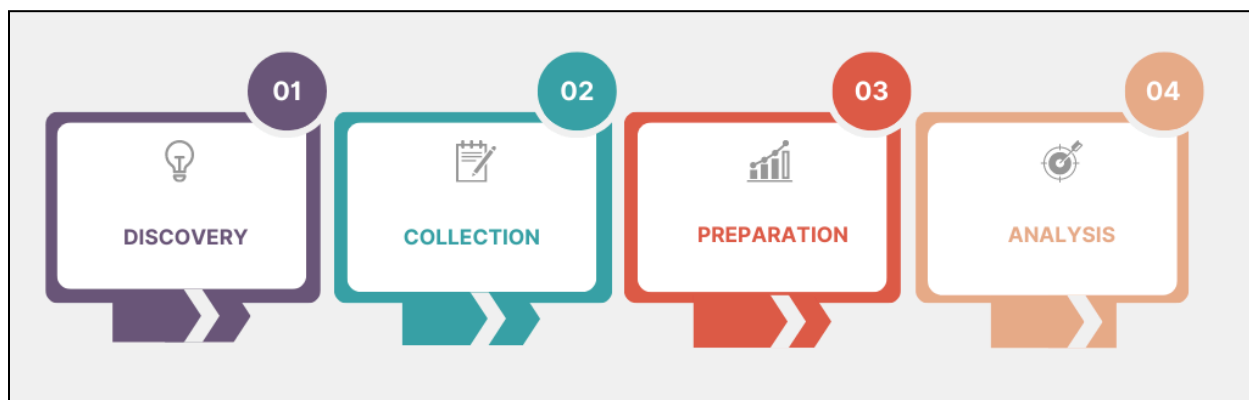 01
DISCOVERY
02
COLLECTION
03
PREPARATION
04
ANALYSIS